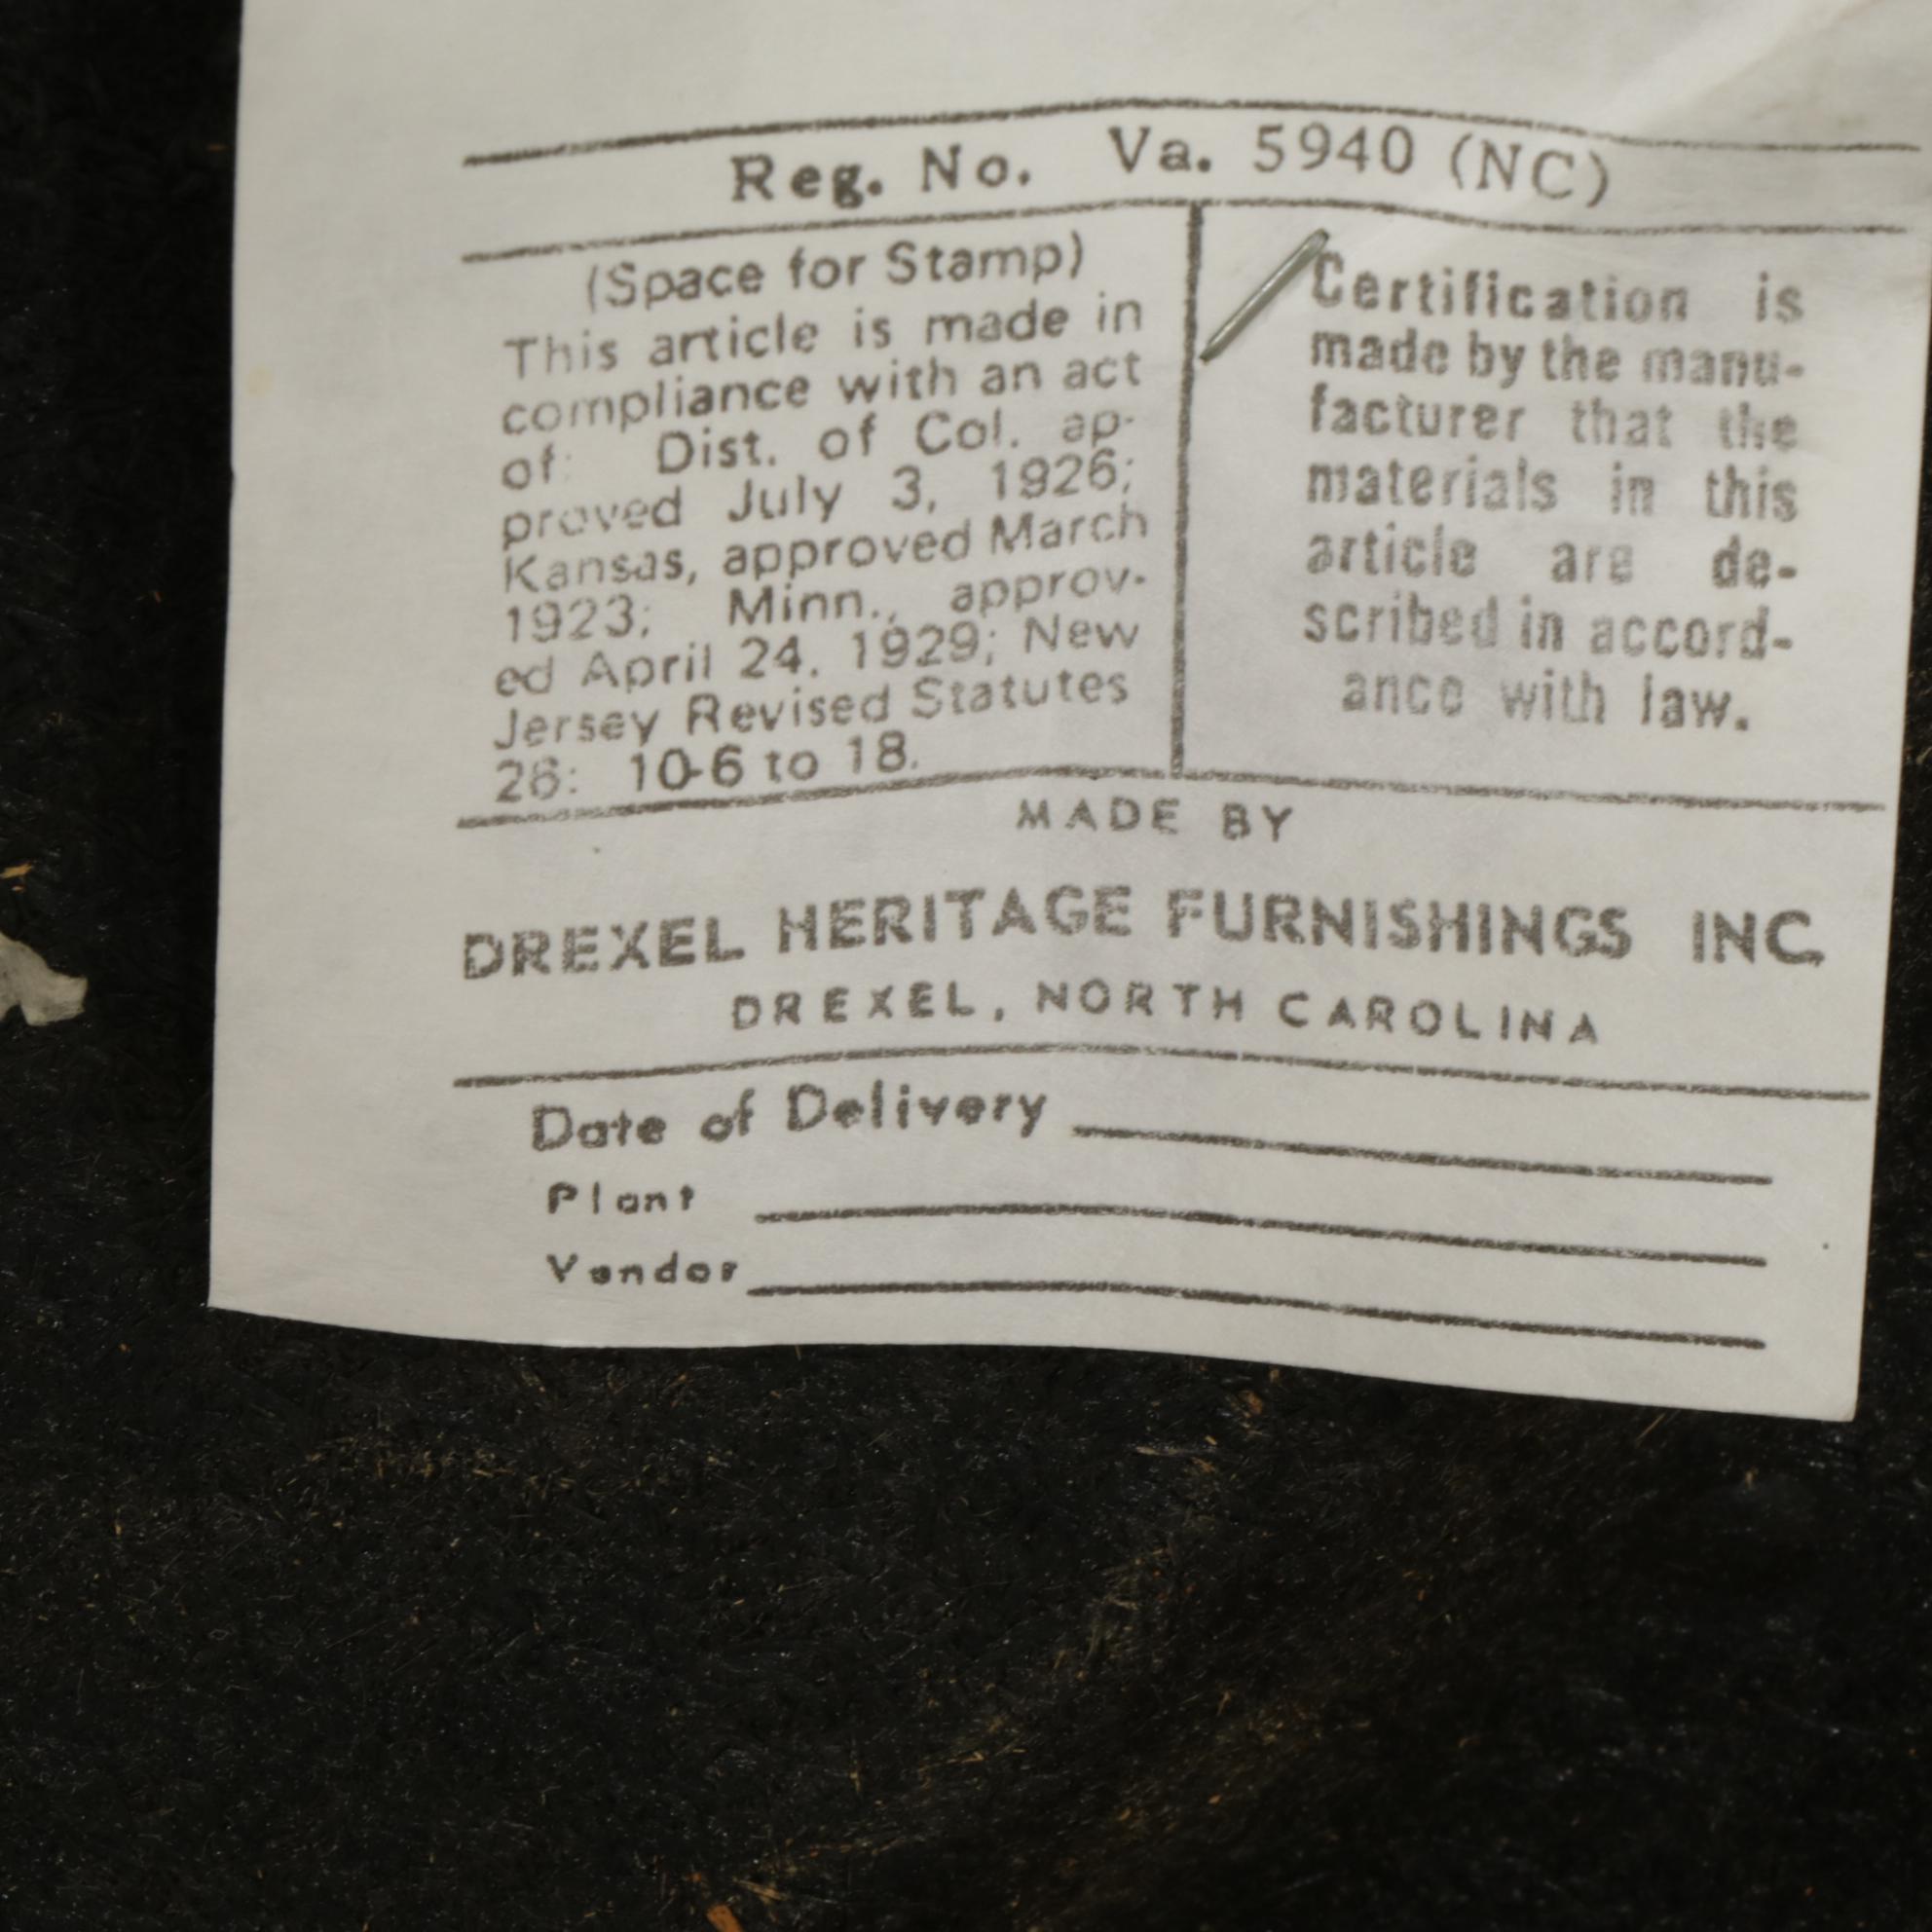 Reg. No. Va. 5940 (NC)
(Space for Stamp)
This article is made in
compliance with an act
of: Dist. of Col. ap-
proved July 3, 1926;
Kansas, approved March
1923; Minn., approv-
ed April 24, 1929; New
Jersey Revised Statutes
26: 10-6 to 18.
Certification is
made by the manu-
facturer that the
materials in this
article are de-
scribed in accord-
ance with law.
MADE BY
DREXEL HERITAGE FURNISHINGS INC.
DREXEL, NORTH CAROLINA
Date of Delivery
Plant
Vendor